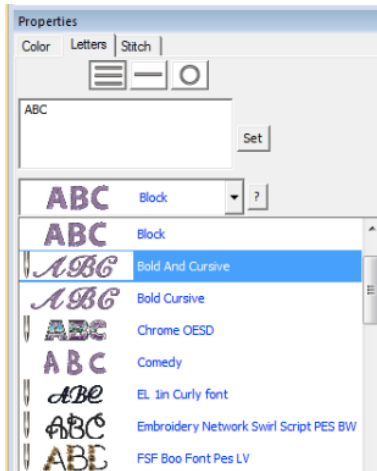 Properties
Color Letters Stitch
ABC
Set
ABC Block ?
ABC Block
ABC Bold And Cursive
ABC Bold Cursive
ABC Chrome OESD
ABC Comedy
ABC EL 1in Curly font
ABC Embroidery Network Swirl Script PES BW
ABC FSF Boo Font Pes LV